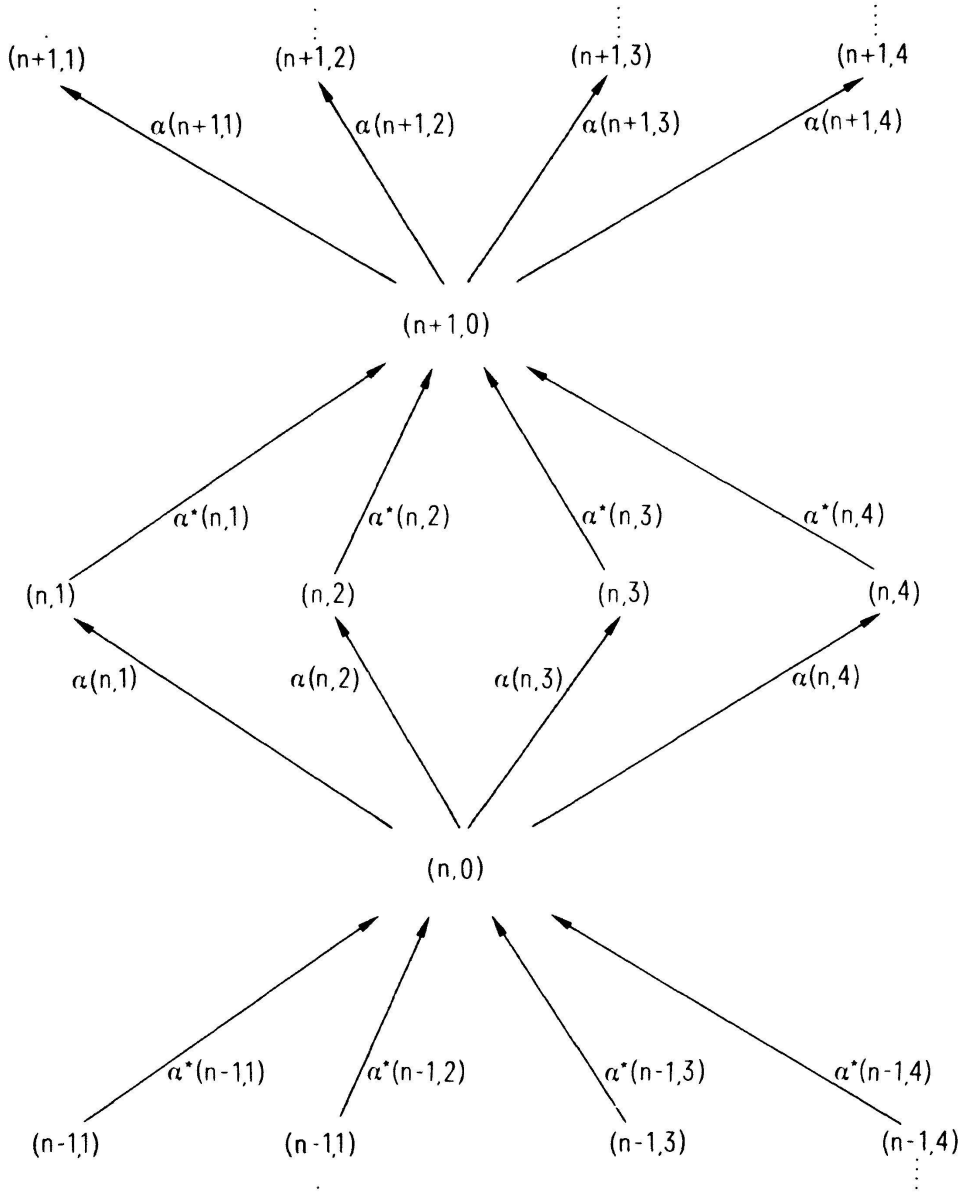 (n+1,1) (n+1,2) (n+1,3) (n+1,4
α(n+1,1) α(n+1,2) α(n+1,3) α(n+1,4)
(n+1,0)
α*(n,1) α*(n,2) α*(n,3) α*(n,4)
(n,1) (n,2) (n,3) (n,4)
α(n,1) α(n,2) α(n,3) α(n,4)
(n,0)
α*(n-1,1) α*(n-1,2) α*(n-1,3) α*(n-1,4)
(n-1,1) (n-1,1) (n-1,3) (n-1,4)